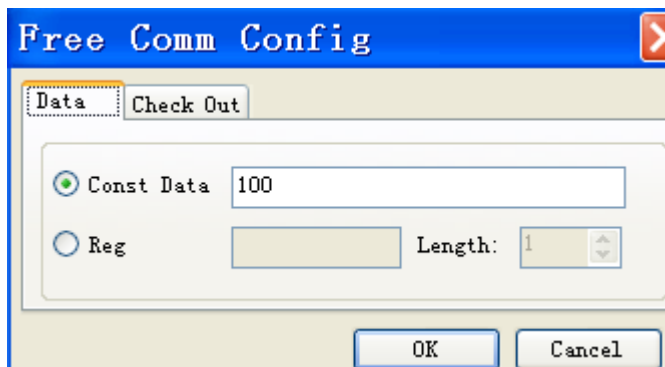 Free Comm Config
Data Check Out
Const Data 100
Reg Length: 1
OK Cancel